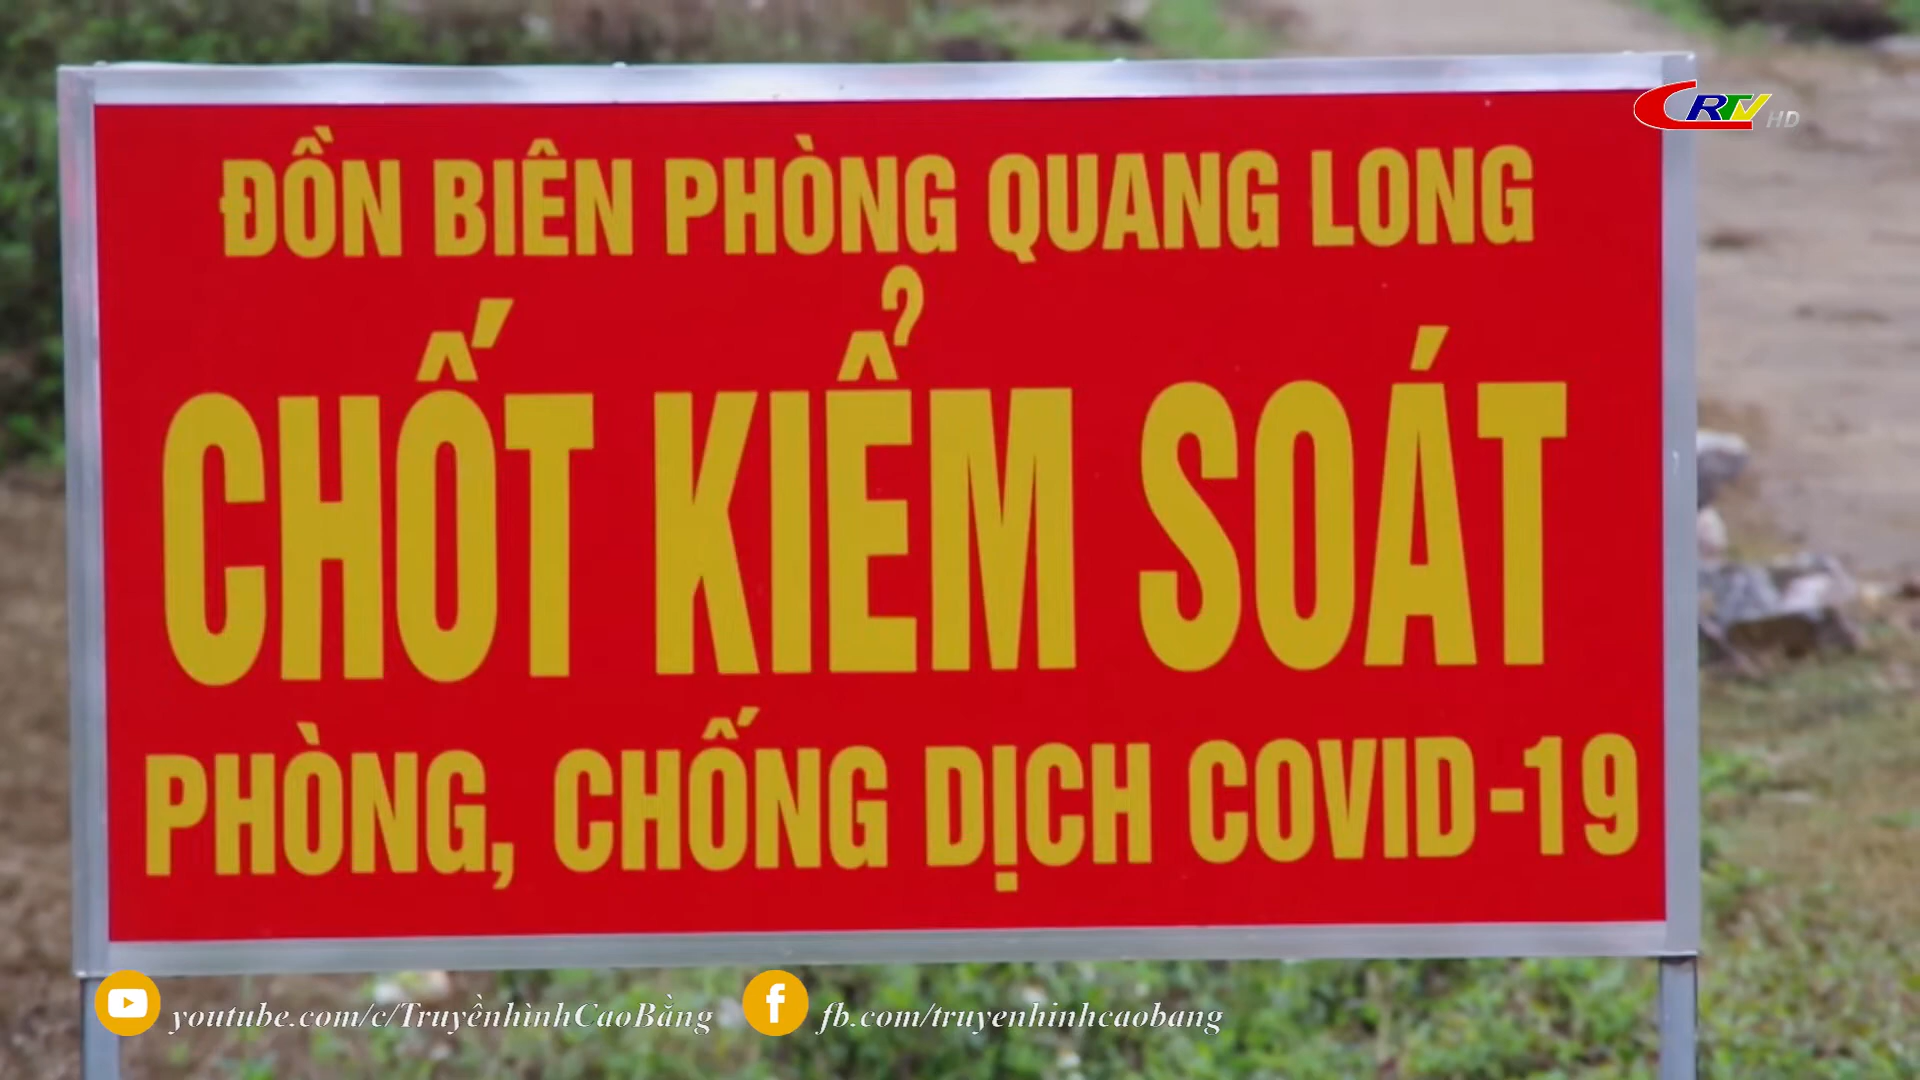 CRTV HD
ĐỒN BIÊN PHÒNG QUANG LONG
CHỐT KIỂM SOÁT
PHÒNG, CHỐNG DỊCH COVID-19
youtube.com/c/TruyềnhìnhCaoBằng
fb.com/truyenhinhcaobang